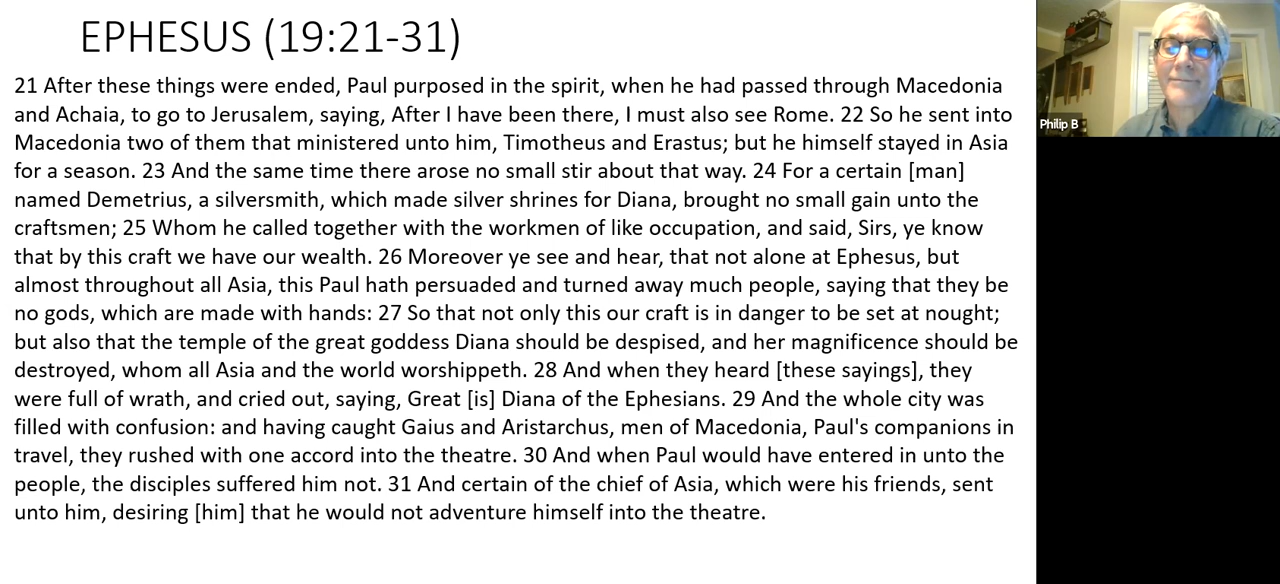 EPHESUS (19:21-31)
21 After these things were ended, Paul purposed in the spirit, when he had passed through Macedonia
and Achaia, to go to Jerusalem, saying, After I have been there, I must also see Rome. 22 So he sent into
Macedonia two of them that ministered unto him, Timotheus and Erastus; but he himself stayed in Asia
for a season. 23 And the same time there arose no small stir about that way. 24 For a certain [man]
named Demetrius, a silversmith, which made silver shrines for Diana, brought no small gain unto the
craftsmen; 25 Whom he called together with the workmen of like occupation, and said, Sirs, ye know
that by this craft we have our wealth. 26 Moreover ye see and hear, that not alone at Ephesus, but
almost throughout all Asia, this Paul hath persuaded and turned away much people, saying that they be
no gods, which are made with hands: 27 So that not only this our craft is in danger to be set at nought;
but also that the temple of the great goddess Diana should be despised, and her magnificence should be
destroyed, whom all Asia and the world worshippeth. 28 And when they heard [these sayings], they
were full of wrath, and cried out, saying, Great [is] Diana of the Ephesians. 29 And the whole city was
filled with confusion: and having caught Gaius and Aristarchus, men of Macedonia, Paul's companions in
travel, they rushed with one accord into the theatre. 30 And when Paul would have entered in unto the
people, the disciples suffered him not. 31 And certain of the chief of Asia, which were his friends, sent
unto him, desiring [him] that he would not adventure himself into the theatre.
Philip B